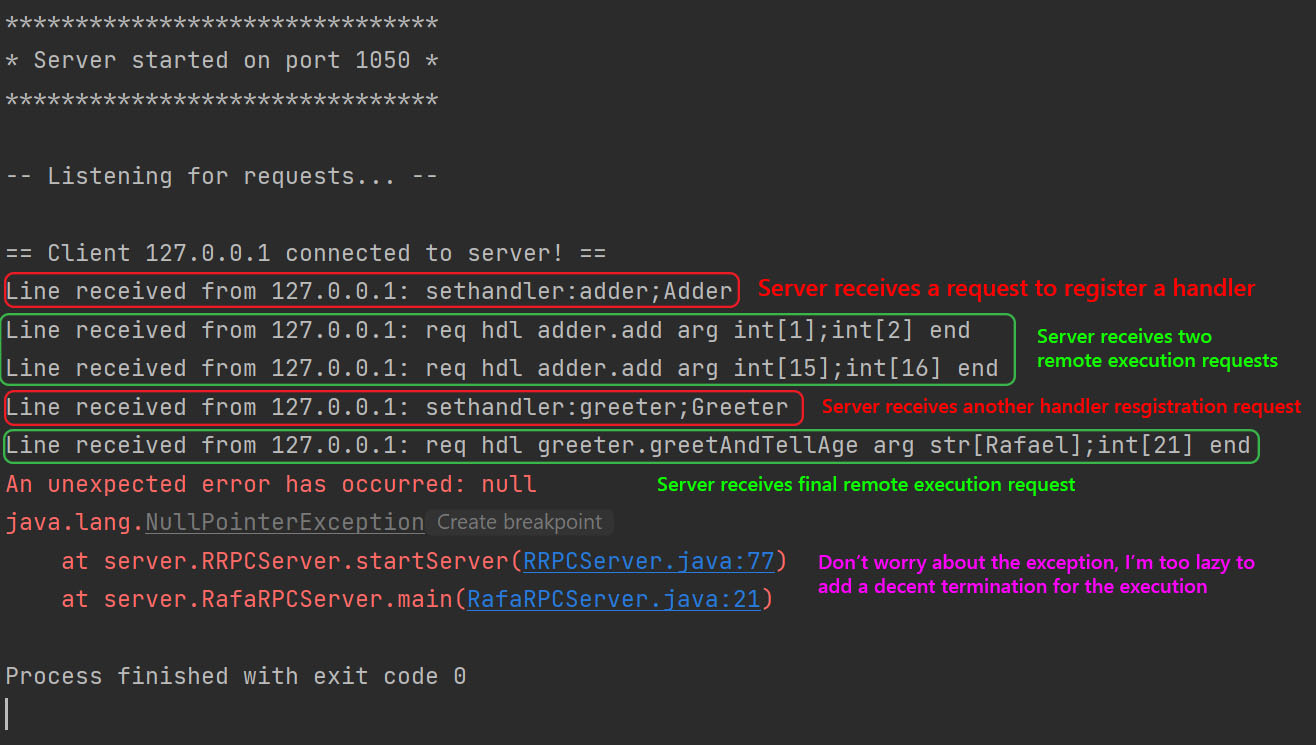 *******************************
* Server started on port 1050 *
*******************************
-- Listening for requests... --
== Client 127.0.0.1 connected to server! ==
Line received from 127.0.0.1: sethandler:adder;Adder
Server receives a request to register a handler
Line received from 127.0.0.1: req hdl adder.add arg int[1];int[2] end
Line received from 127.0.0.1: req hdl adder.add arg int[15];int[16] end
Server receives two
remote execution requests
Line received from 127.0.0.1: sethandler:greeter;Greeter
Server receives another handler resgistration request
Line received from 127.0.0.1: req hdl greeter.greetAndTellAge arg str[Rafael];int[21] end
An unexpected error has occurred: null
Server receives final remote execution request
java.lang.NullPointerException Create breakpoint
at server.RRPCServer.startServer(RRPCServer.java:77)
at server.RafaRPCServer.main(RafaRPCServer.java:21)
Don't worry about the exception, I'm too lazy to
add a decent termination for the execution
Process finished with exit code 0